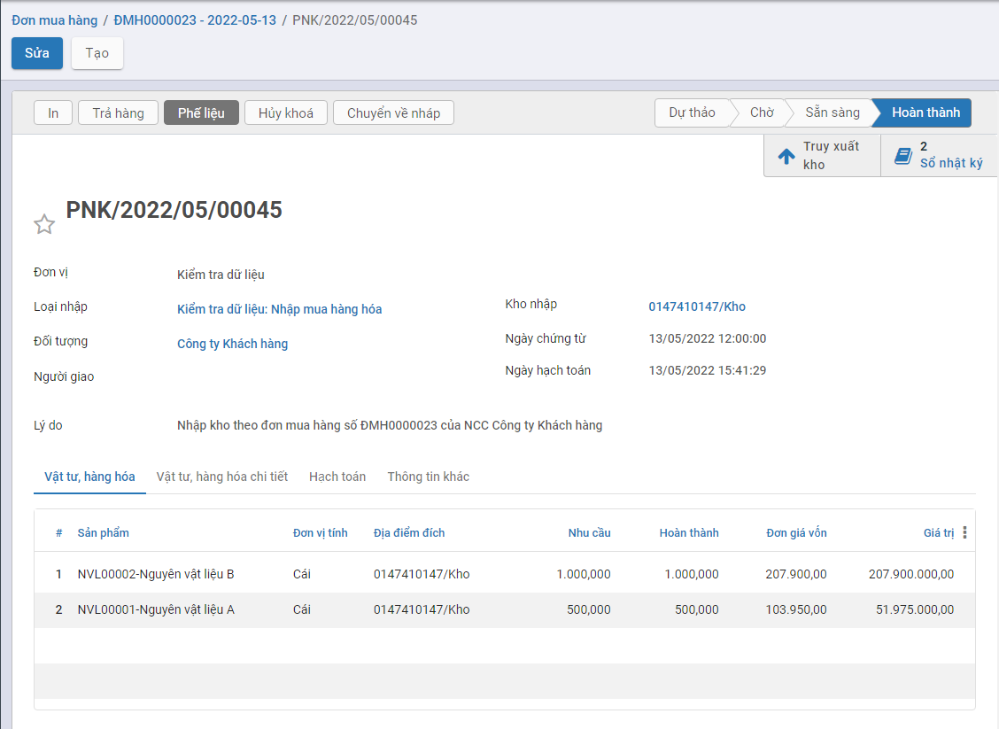 Đơn mua hàng / ĐMH0000023 - 2022-05-13 / PNK/2022/05/00045
Sửa Tạo
In Trả hàng Phế liệu Hủy khoá Chuyển về nháp Dự thảo Chờ Sẵn sàng Hoàn thành
Truy xuất kho
2 Sổ nhật ký
PNK/2022/05/00045
Đơn vị Kiểm tra dữ liệu
Loại nhập Kiểm tra dữ liệu: Nhập mua hàng hóa
Đối tượng Công ty Khách hàng
Người giao
Kho nhập 0147410147/Kho
Ngày chứng từ 13/05/2022 12:00:00
Ngày hạch toán 13/05/2022 15:41:29
Lý do Nhập kho theo đơn mua hàng số ĐMH0000023 của NCC Công ty Khách hàng
Vật tư, hàng hóa Vật tư, hàng hóa chi tiết Hạch toán Thông tin khác
# Sản phẩm Đơn vị tính Địa điểm đích Nhu cầu Hoàn thành Đơn giá vốn Giá trị
1 NVL00002-Nguyên vật liệu B Cái 0147410147/Kho 1.000,000 1.000,000 207.900,00 207.900.000,00
2 NVL00001-Nguyên vật liệu A Cái 0147410147/Kho 500,000 500,000 103.950,00 51.975.000,00